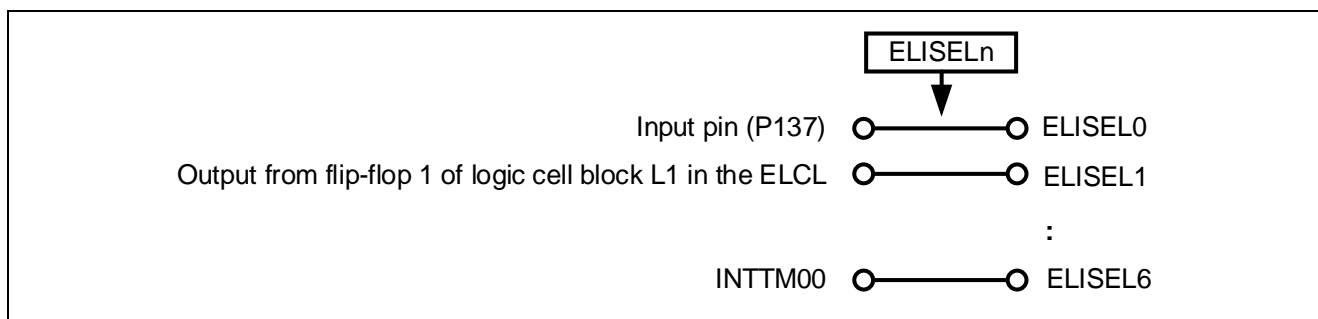 ELISELn
Input pin (P137) ELISEL0
Output from flip-flop 1 of logic cell block L1 in the ELCL ELISEL1
:
INTTM00 ELISEL6